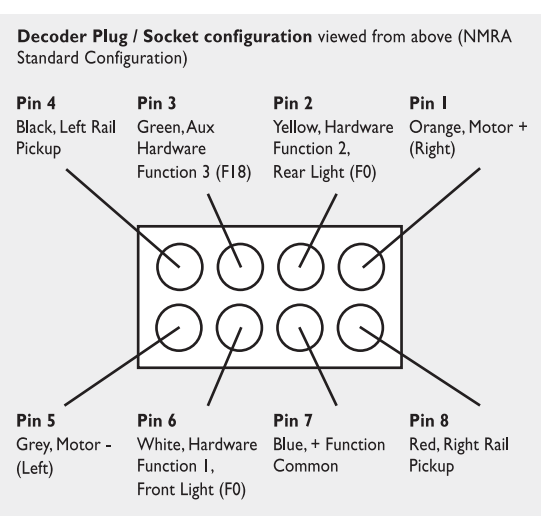 Decoder Plug / Socket configuration viewed from above (NMRA
Standard Configuration)
Pin 4
Black, Left Rail
Pickup
Pin 3
Green, Aux
Hardware
Function 3 (F18)
Pin 2
Yellow, Hardware
Function 2,
Rear Light (F0)
Pin 1
Orange, Motor +
(Right)
Pin 5
Grey, Motor -
(Left)
Pin 6
White, Hardware
Function 1,
Front Light (F0)
Pin 7
Blue, + Function
Common
Pin 8
Red, Right Rail
Pickup